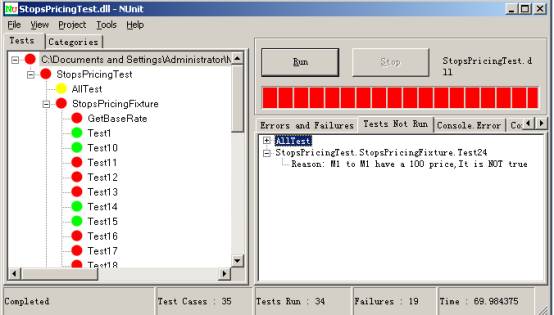 StopsPricingTest.dll - NUnit
File View Project Tools Help
Tests Categories
C:\Documents and Settings\Administrator\
StopsPricingTest
AllTest
StopsPricingFixture
GetBaseRate
Test1
Test10
Test11
Test12
Test13
Test14
Test15
Test16
Test17
Test18
Run Stop StopsPricingTest.d
ll
Errors and Failures Tests Not Run Console.Error Co
AllTest
StopsPricingTest.StopsPricingFixture.Test24
Reason: M1 to M1 have a 100 price,It is NOT true
Completed Test Cases : 35 Tests Run : 34 Failures : 19 Time : 69.984375